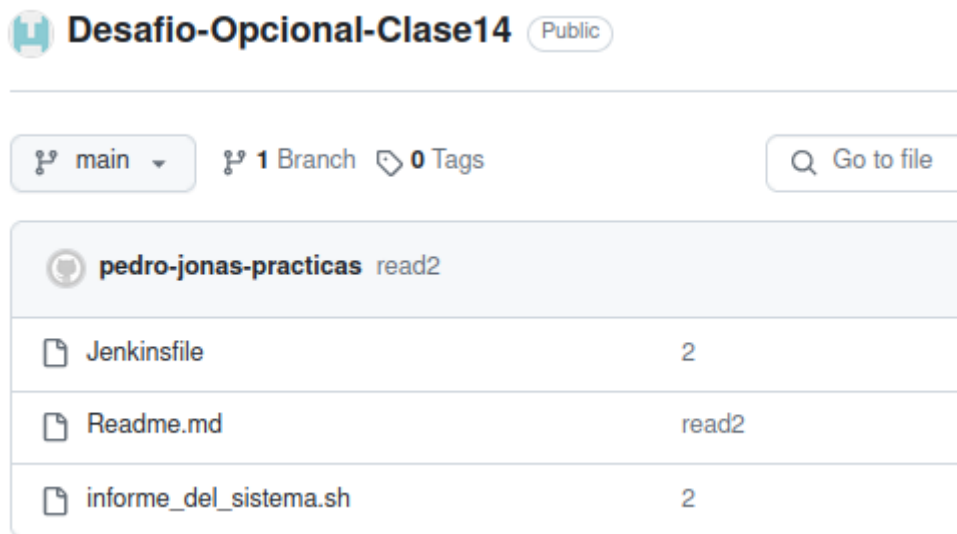 Desafio-Opcional-Clase14 Public
main 1 Branch 0 Tags Go to file
pedro-jonas-practicas read2
Jenkinsfile 2
Readme.md read2
informe_del_sistema.sh 2